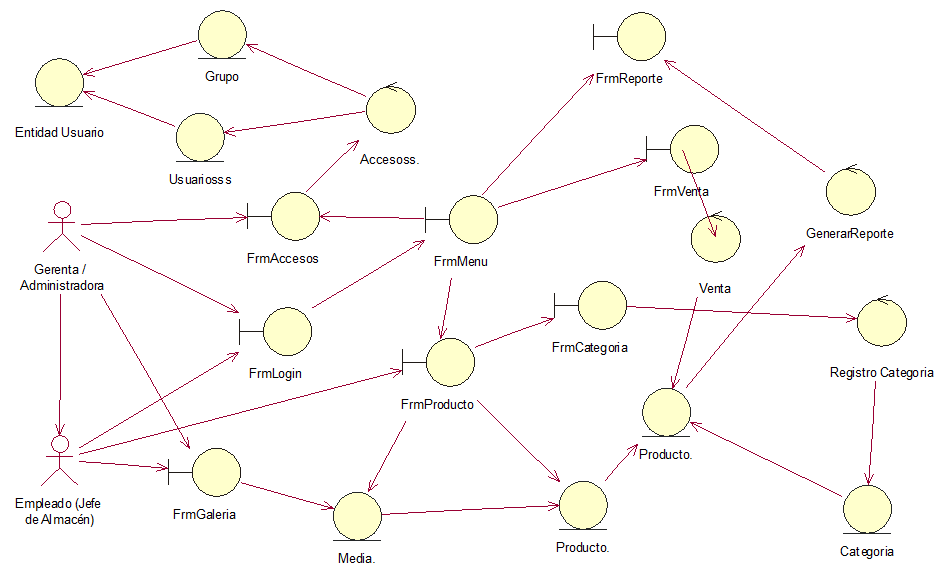 Grupo
FrmReporte
Entidad Usuario
Accesoss.
Usuariosss
FrmVenta
GenerarReporte
FrmAccesos
FrmMenu
Gerenta /
Administradora
Venta
FrmCategoria
FrmLogin
Registro Categoria
FrmProducto
Producto.
Empleado (Jefe
de Almacén)
FrmGaleria
Media.
Producto.
Categoria